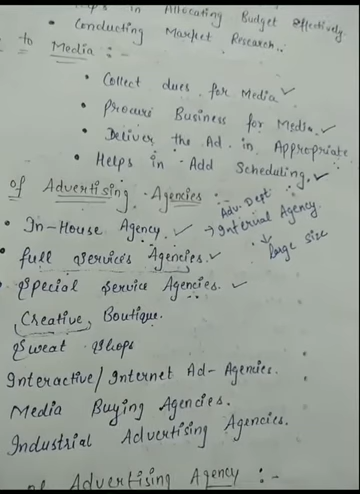 Helps in Allocating Budget effectively.
• Conducting Market Research.
to Media :-
• Collect dues for Media ✓
• Procure Business for Media. ✓
• Deliver the Ad. in Appropriate
• Helps in Add Scheduling. ✓
of Advertising Agencies :
Adv. Dept
• In-House Agency. ✓ → Internal Agency.
↓
Large Size
• full Services Agencies. ✓
• Special Service Agencies. ✓
Creative Boutique.
Sweat Shops
Interactive/Internet Ad-Agencies.
Media Buying Agencies.
Industrial Advertising Agencies.
of Advertising Agency :-